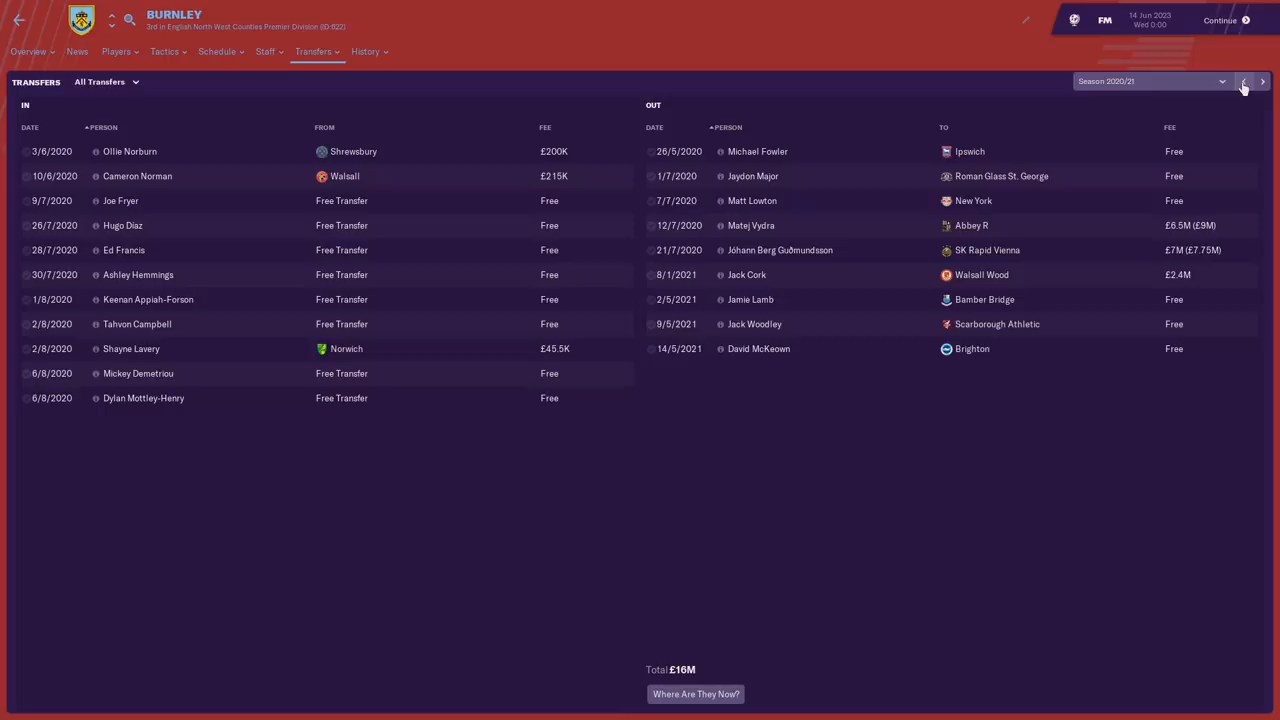 BURNLEY
3rd in English North West Counties Premier Division (ID:622)
FM
14 Jun 2023
Wed 0:00
Continue
Overview News Players Tactics Schedule Staff Transfers History
TRANSFERS All Transfers Season 2020/21
IN
DATE PERSON FROM FEE
3/6/2020 Ollie Norburn Shrewsbury £200K
10/6/2020 Cameron Norman Walsall £215K
9/7/2020 Joe Fryer Free Transfer Free
26/7/2020 Hugo Díaz Free Transfer Free
28/7/2020 Ed Francis Free Transfer Free
30/7/2020 Ashley Hemmings Free Transfer Free
1/8/2020 Keenan Appiah-Forson Free Transfer Free
2/8/2020 Tahvon Campbell Free Transfer Free
2/8/2020 Shayne Lavery Norwich £45.5K
6/8/2020 Mickey Demetriou Free Transfer Free
6/8/2020 Dylan Mottley-Henry Free Transfer Free
OUT
DATE PERSON TO FEE
26/5/2020 Michael Fowler Ipswich Free
1/7/2020 Jaydon Major Roman Glass St. George Free
7/7/2020 Matt Lowton New York Free
12/7/2020 Matej Vydra Abbey R £6.5M (£9M)
21/7/2020 Jóhann Berg Guðmundsson SK Rapid Vienna £7M (£7.75M)
8/1/2021 Jack Cork Walsall Wood £2.4M
2/5/2021 Jamie Lamb Bamber Bridge Free
9/5/2021 Jack Woodley Scarborough Athletic Free
14/5/2021 David McKeown Brighton Free
Total £16M
Where Are They Now?